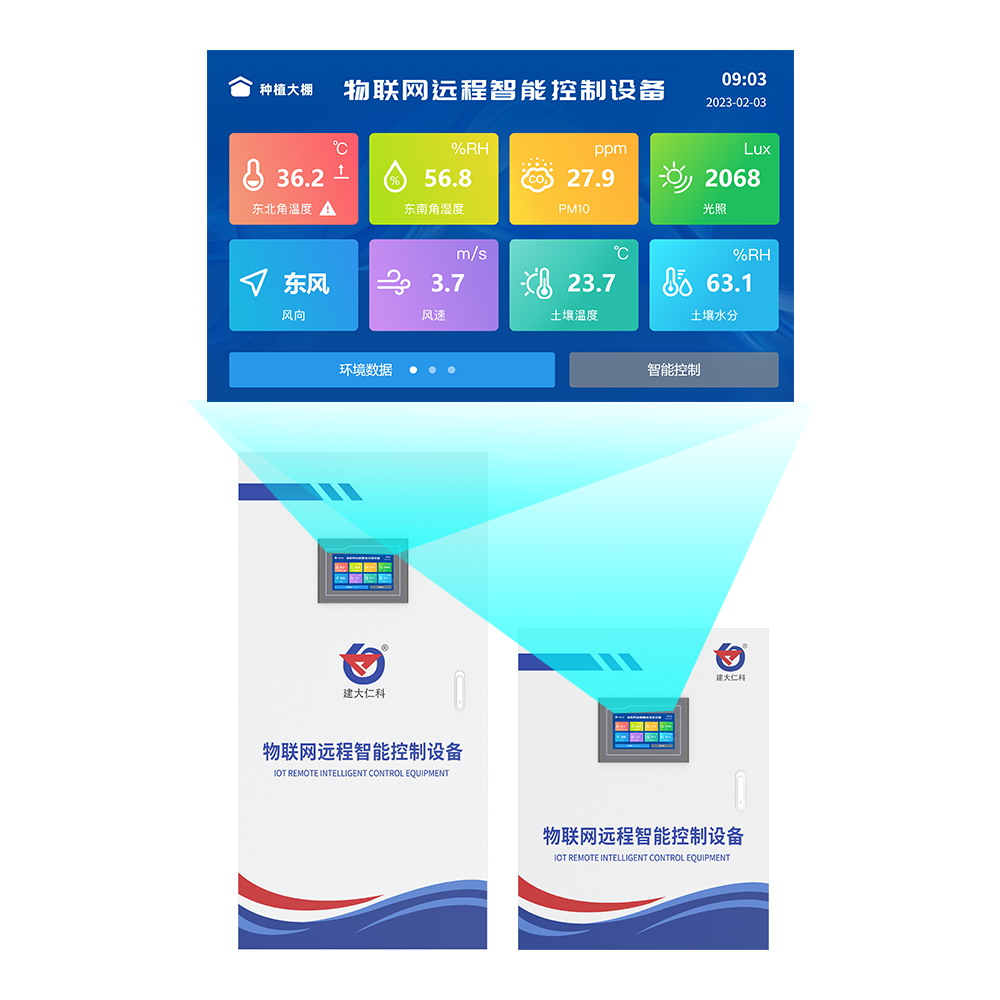 种植大棚
物联网远程智能控制设备
09:03
2023-02-03
℃
36.2
东北角温度
%RH
%
56.8
东南角湿度
ppm
CO2
27.9
PM10
Lux
2068
光照
东风
风向
m/s
3.7
风速
℃
23.7
土壤温度
%RH
63.1
土壤水分
环境数据
智能控制
®
建大仁科
物联网远程智能控制设备
IOT REMOTE INTELLIGENT CONTROL EQUIPMENT
®
建大仁科
物联网远程智能控制设备
IOT REMOTE INTELLIGENT CONTROL EQUIPMENT